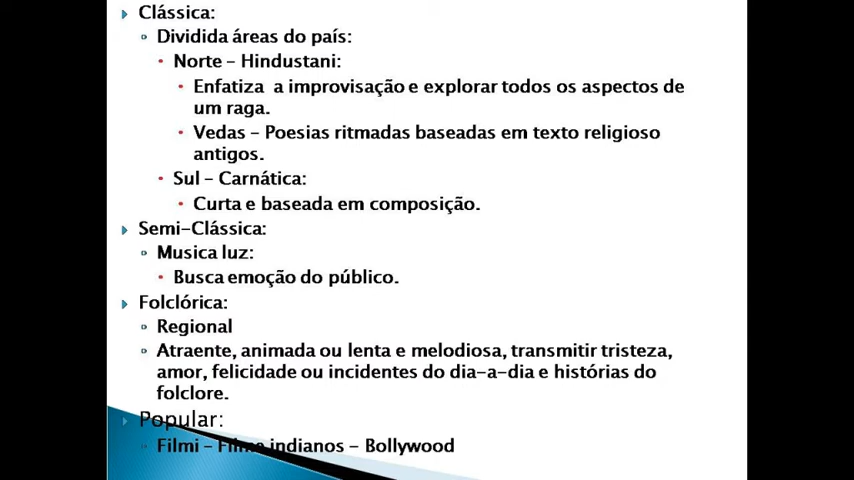 Clássica:
Dividida áreas do país:
Norte – Hindustani:
Enfatiza a improvisação e explorar todos os aspectos de
um raga.
Vedas – Poesias ritmadas baseadas em texto religioso
antigos.
Sul – Carnática:
Curta e baseada em composição.
Semi-Clássica:
Musica luz:
Busca emoção do público.
Folclórica:
Regional
Atraente, animada ou lenta e melodiosa, transmitir tristeza,
amor, felicidade ou incidentes do dia-a-dia e histórias do
folclore.
Popular:
Filmi – Filme indianos – Bollywood